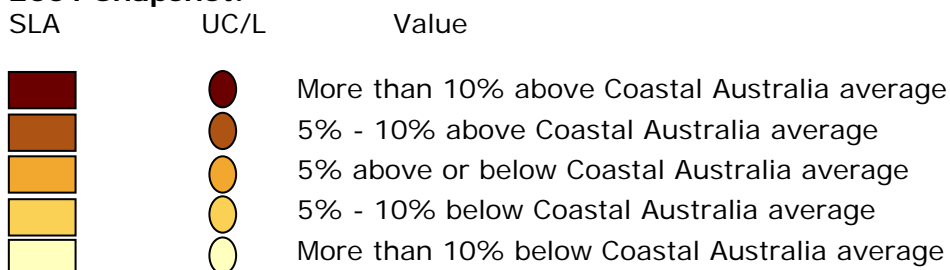 SLA UC/L Value
More than 10% above Coastal Australia average
5% - 10% above Coastal Australia average
5% above or below Coastal Australia average
5% - 10% below Coastal Australia average
More than 10% below Coastal Australia average